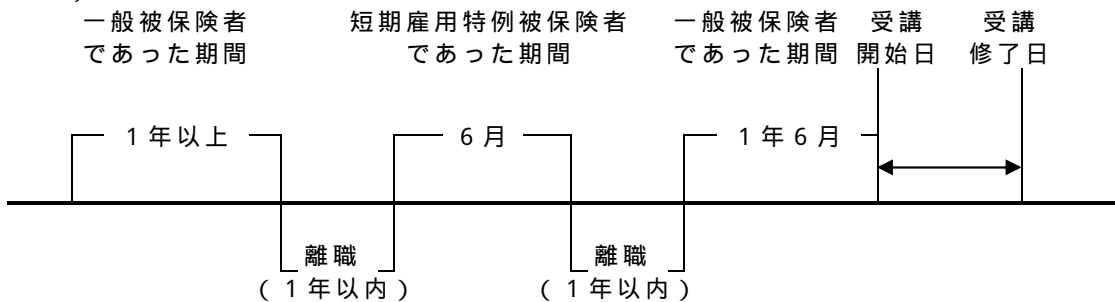 一般被保険者 短期雇用特例被保険者 一般被保険者 受講 受講
であった期間 であった期間 であった期間 開始日 修了日
1年以上 6月 1年6月
離職 離職
(1年以内) (1年以内)